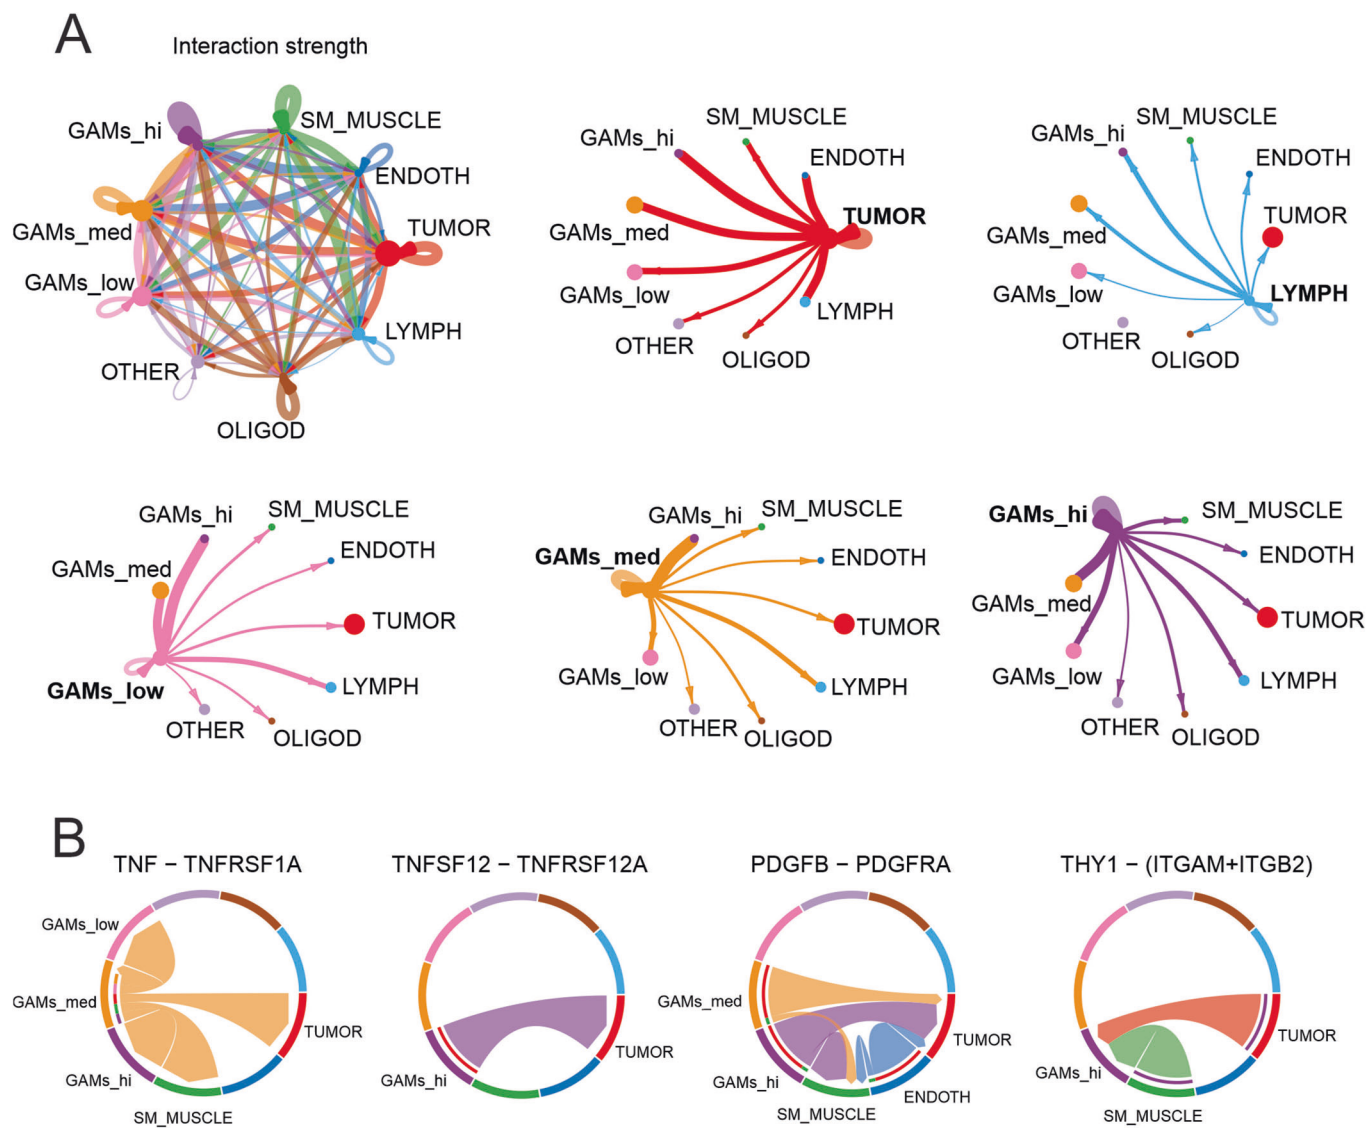 A
Interaction strength
GAMs_hi
SM_MUSCLE
ENDOTH
TUMOR
GAMs_med
GAMs_low
LYMPH
OTHER
OLIGOD
SM_MUSCLE
GAMs_hi
ENDOTH
TUMOR
GAMs_med
GAMs_low
LYMPH
OTHER
OLIGOD
SM_MUSCLE
GAMs_hi
ENDOTH
TUMOR
GAMs_med
GAMs_low
LYMPH
OTHER
OLIGOD
GAMs_hi
SM_MUSCLE
ENDOTH
GAMs_med
TUMOR
LYMPH
GAMs_low
OTHER
OLIGOD
GAMs_hi
SM_MUSCLE
GAMs_med
ENDOTH
TUMOR
GAMs_low
LYMPH
OTHER
OLIGOD
GAMs_hi
SM_MUSCLE
ENDOTH
GAMs_med
TUMOR
GAMs_low
LYMPH
OTHER
OLIGOD
B
TNF – TNFRSF1A
GAMs_low
GAMs_med
TUMOR
GAMs_hi
SM_MUSCLE
TNFSF12 – TNFRSF12A
TUMOR
GAMs_hi
PDGFB – PDGFRA
GAMs_med
TUMOR
GAMs_hi
ENDOTH
SM_MUSCLE
THY1 – (ITGAM+ITGB2)
TUMOR
GAMs_hi
SM_MUSCLE